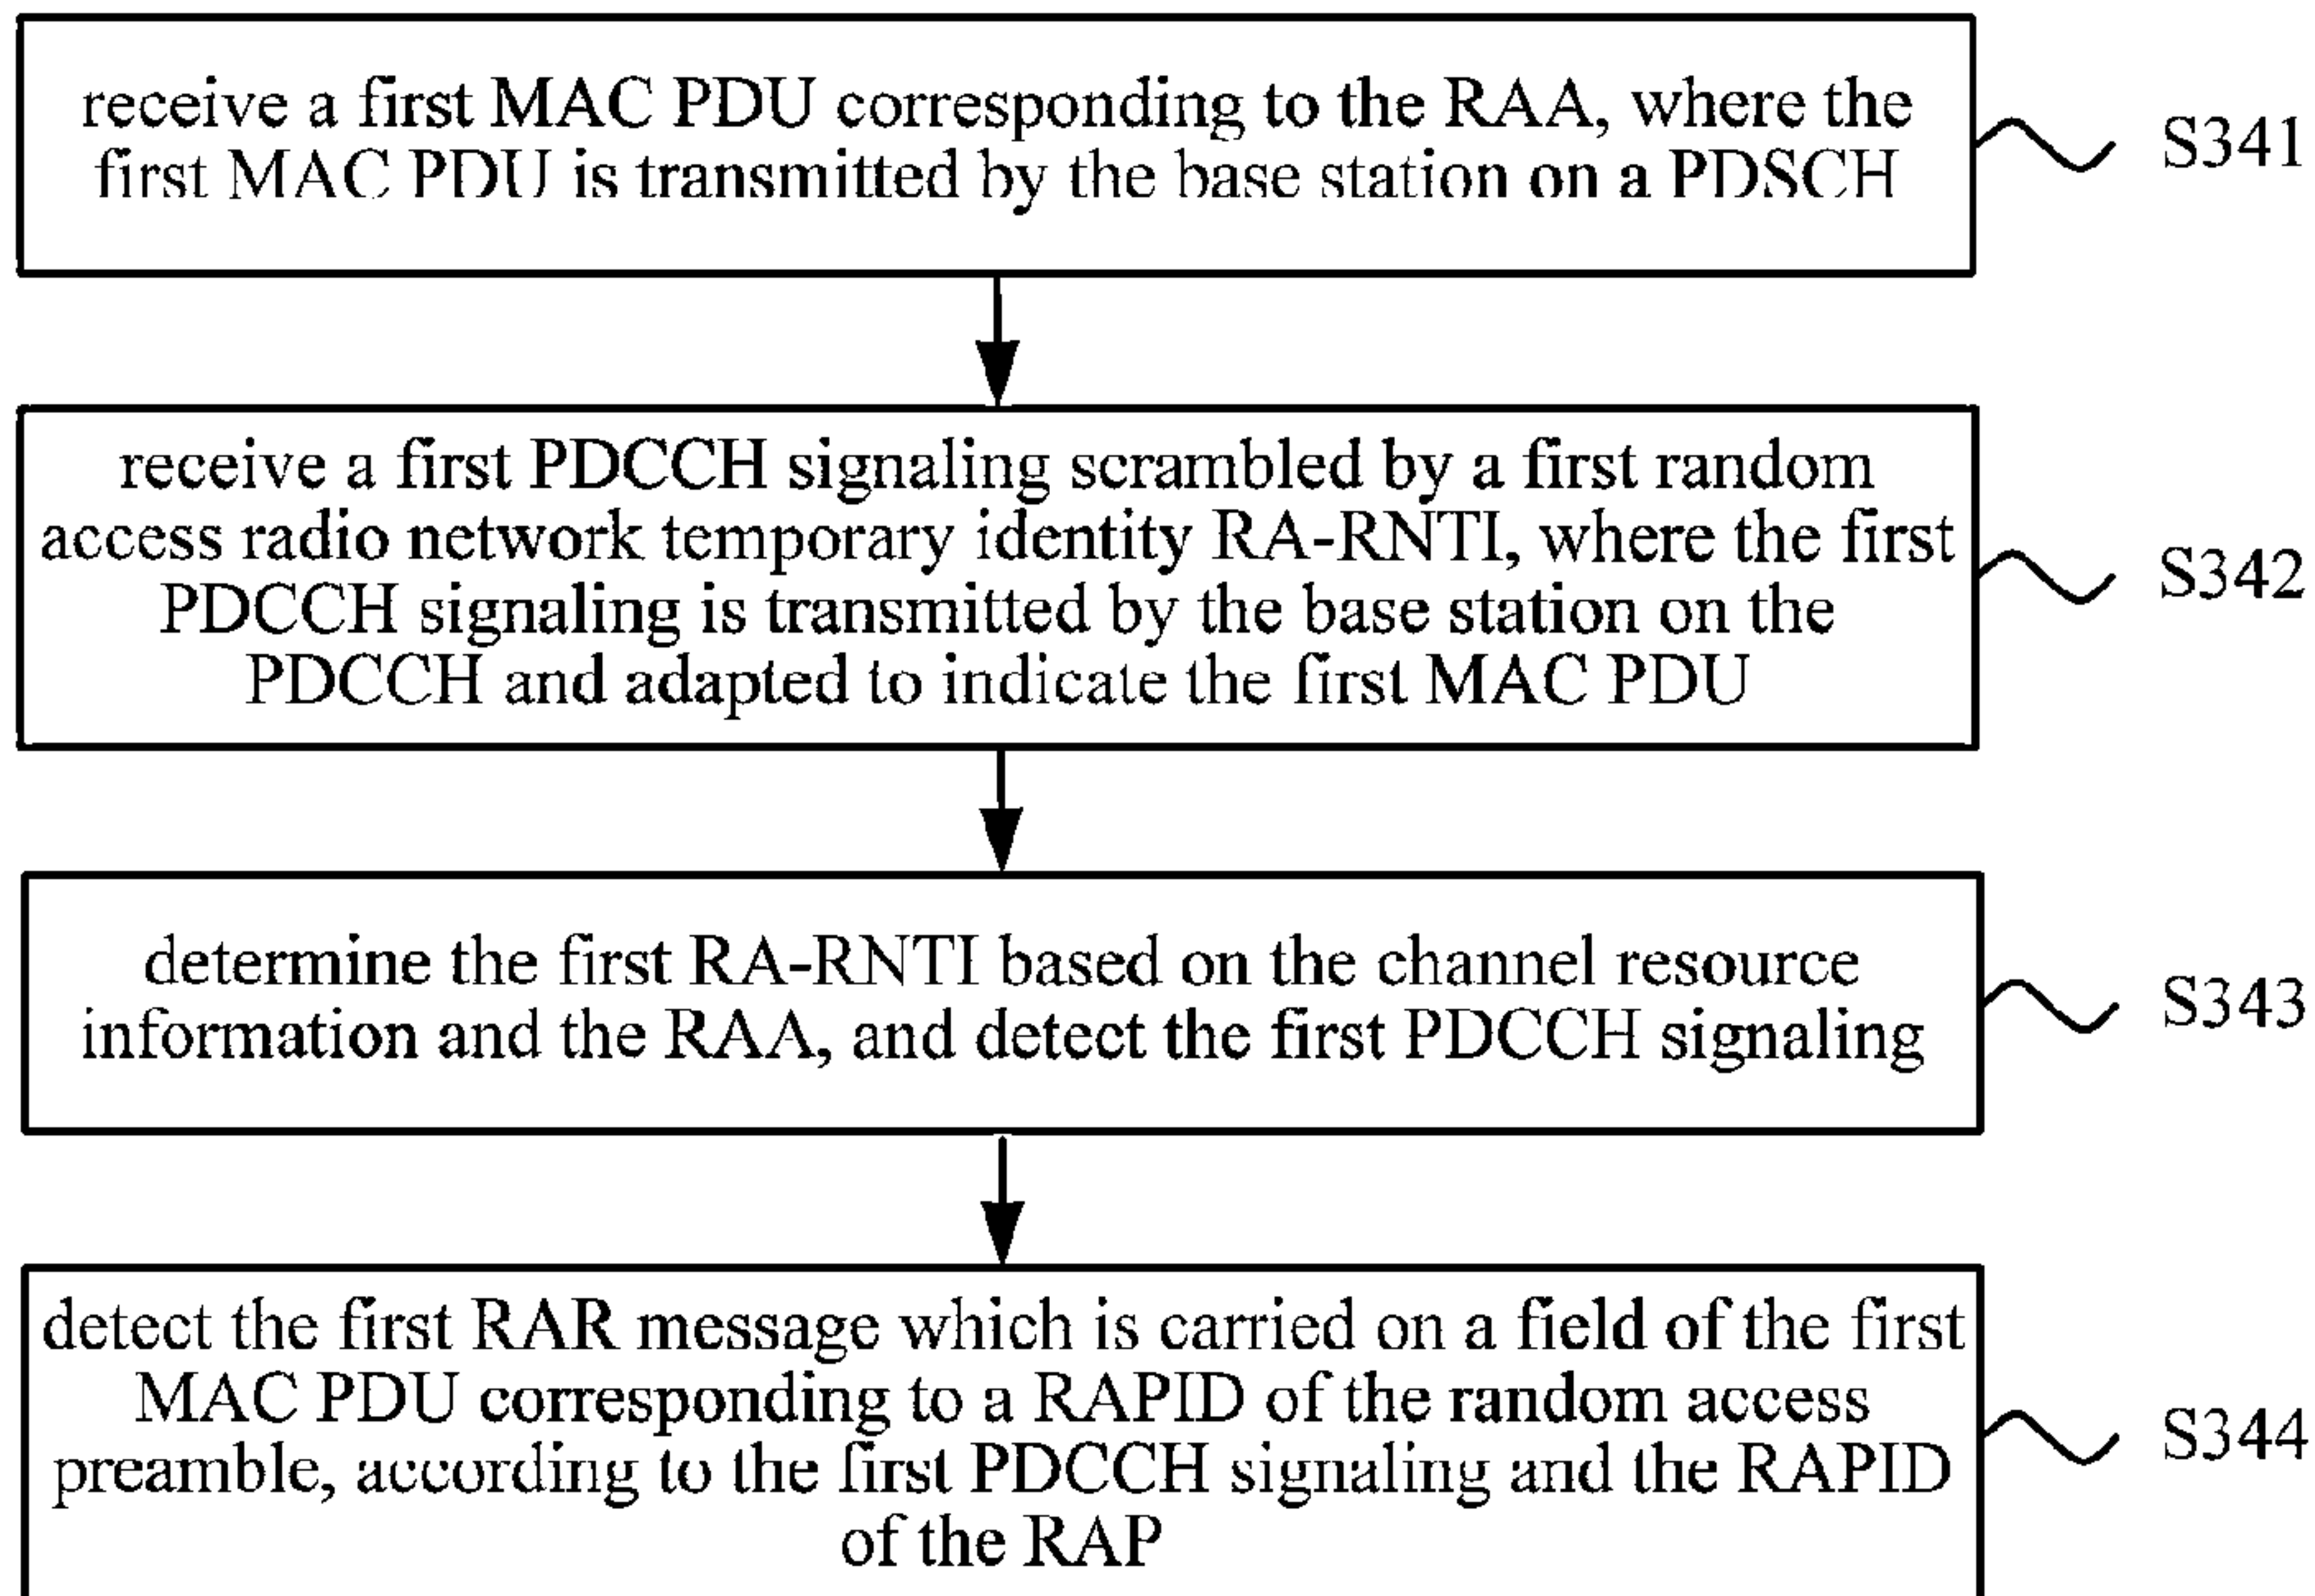 receive a first MAC PDU corresponding to the RAA, where the
first MAC PDU is transmitted by the base station on a PDSCH
S341
receive a first PDCCH signaling scrambled by a first random
access radio network temporary identity RA-RNTI, where the first
PDCCH signaling is transmitted by the base station on the
PDCCH and adapted to indicate the first MAC PDU
S342
determine the first RA-RNTI based on the channel resource
information and the RAA, and detect the first PDCCH signaling
S343
detect the first RAR message which is carried on a field of the first
MAC PDU corresponding to a RAPID of the random access
preamble, according to the first PDCCH signaling and the RAPID
of the RAP
S344